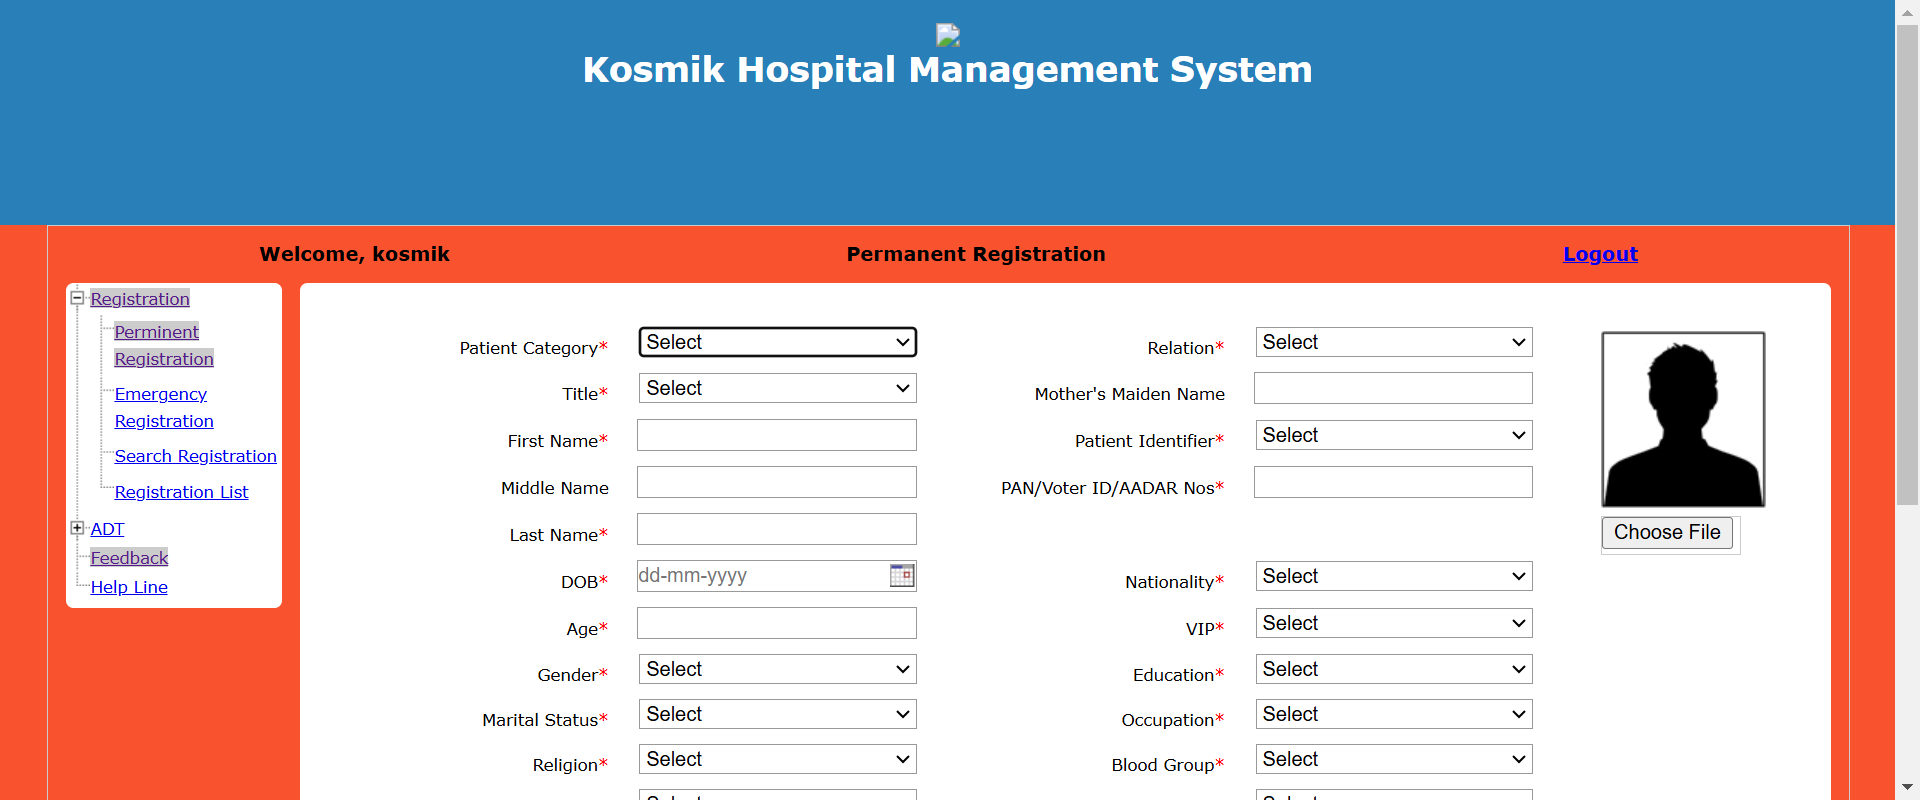 Kosmik Hospital Management System
Welcome, kosmik
Permanent Registration
Logout
Registration
Perminent
Registration
Emergency
Registration
Search Registration
Registration List
ADT
Feedback
Help Line
Patient Category* Select
Relation* Select
Title* Select
Mother's Maiden Name
First Name*
Patient Identifier* Select
Middle Name
PAN/Voter ID/AADAR Nos*
Last Name*
Choose File
DOB* dd-mm-yyyy
Nationality* Select
Age*
VIP* Select
Gender* Select
Education* Select
Marital Status* Select
Occupation* Select
Religion* Select
Blood Group* Select